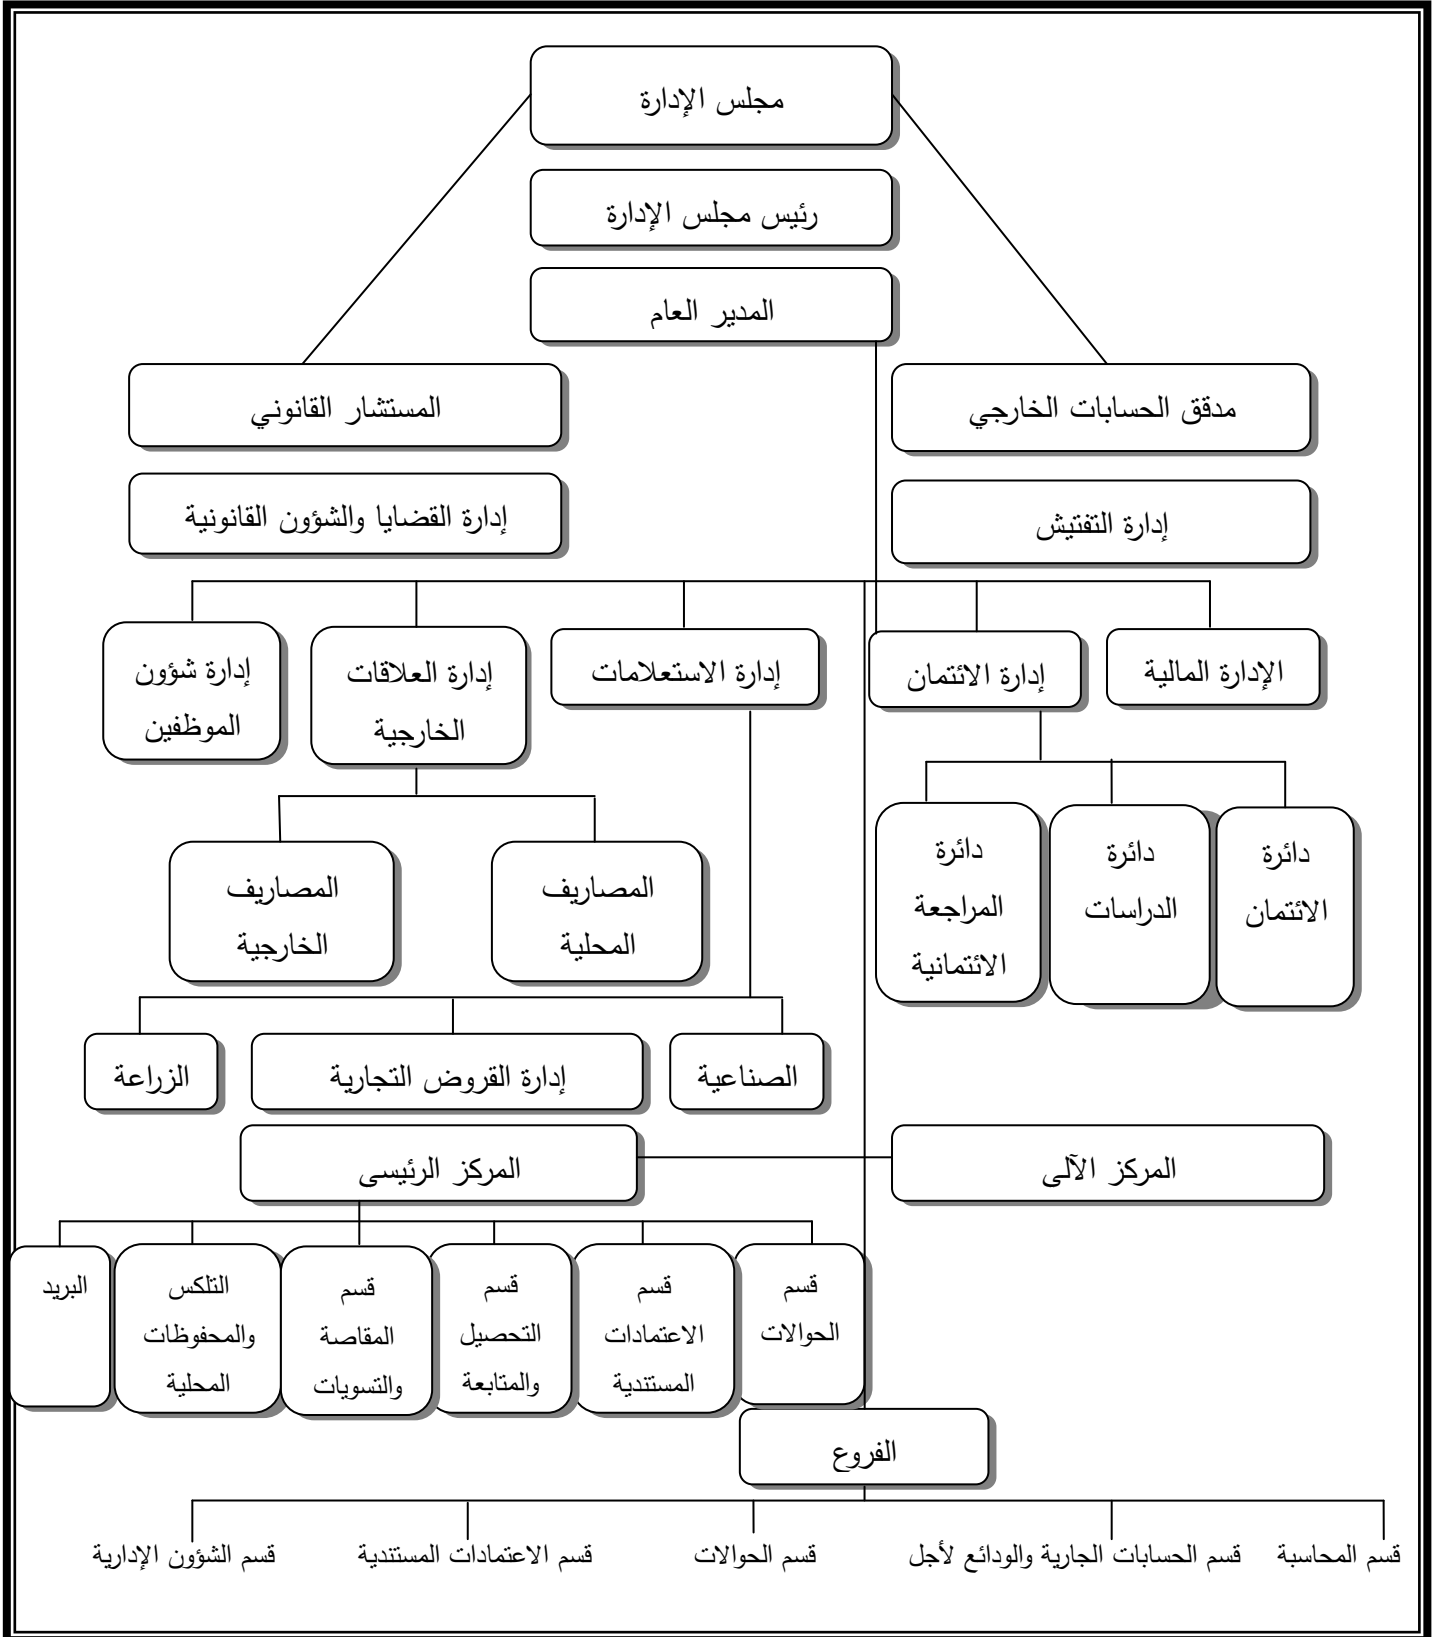 مجلس الإدارة
رئيس مجلس الإدارة
المدير العام
مدقق الحسابات الخارجي
المستشار القانوني
إدارة التفتيش
إدارة القضايا والشؤون القانونية
الإدارة المالية
إدارة الائتمان
إدارة الاستعلامات
إدارة العلاقات
الخارجية
إدارة شؤون
الموظفين
دائرة
الائتمان
دائرة
الدراسات
دائرة
المراجعة
الائتمانية
المصاريف
المحلية
المصاريف
الخارجية
الصناعية
إدارة القروض التجارية
الزراعة
المركز الآلى
المركز الرئيسى
قسم
الحوالات
قسم
الاعتمادات
المستندية
قسم
التحصيل
والمتابعة
قسم
المقاصة
والتسويات
التلكس
والمحفوظات
المحلية
البريد
الفروع
قسم المحاسبة
قسم الحسابات الجارية والودائع لأجل
قسم الحوالات
قسم الاعتمادات المستندية
قسم الشؤون الإدارية